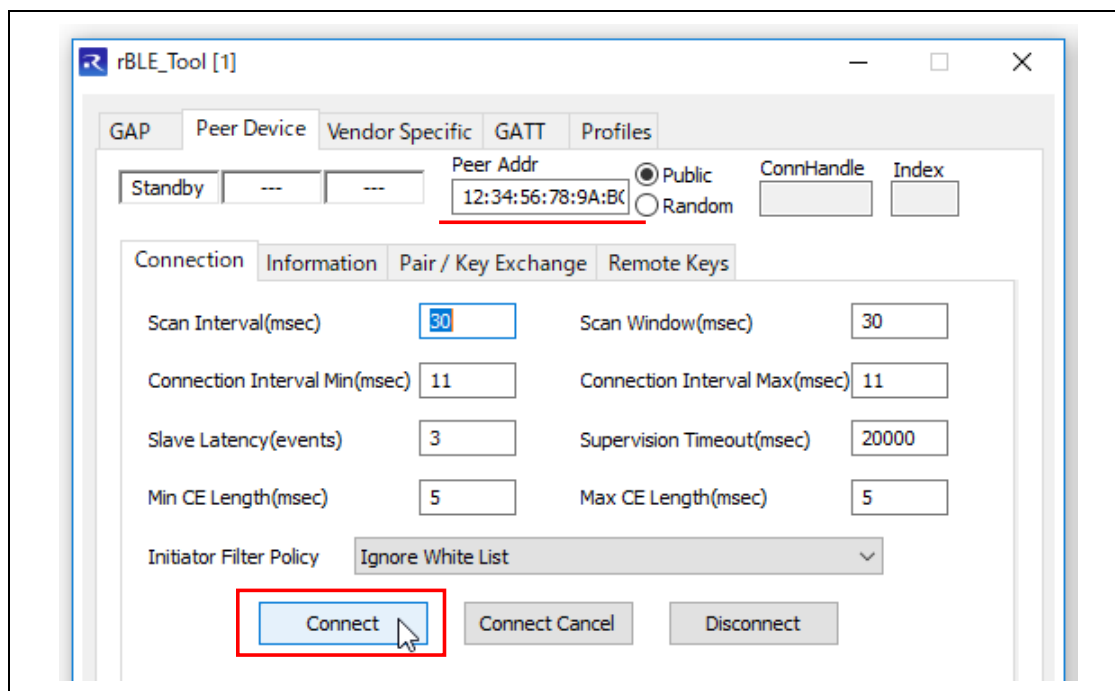 rBLE_Tool [1]
GAP Peer Device Vendor Specific GATT Profiles
Peer Addr ConnHandle Index
Standby --- --- 12:34:56:78:9A:B Public
Random
Connection Information Pair / Key Exchange Remote Keys
Scan Interval(msec) 30 Scan Window(msec) 30
Connection Interval Min(msec) 11 Connection Interval Max(msec) 11
Slave Latency(events) 3 Supervision Timeout(msec) 20000
Min CE Length(msec) 5 Max CE Length(msec) 5
Initiator Filter Policy Ignore White List
Connect Connect Cancel Disconnect